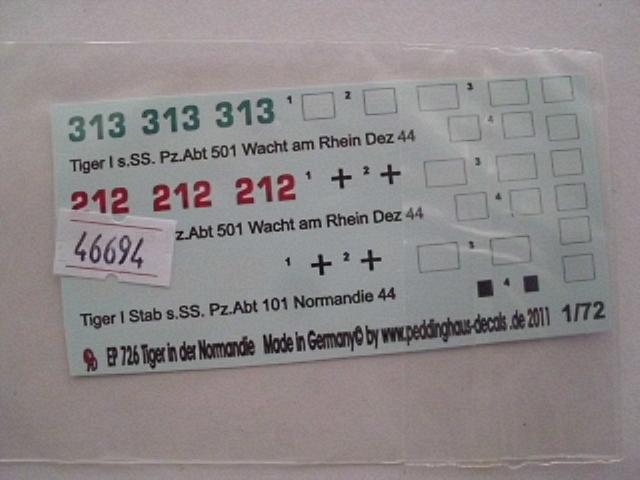 313 313 313 1 2 3
4
Tiger I s.SS. Pz.Abt 501 Wacht am Rhein Dez 44
212 212 212 1 2 3
4
z.Abt 501 Wacht am Rhein Dez 44
46694
1 2 3
4
Tiger I Stab s.SS. Pz.Abt 101 Normandie 44
EP 726 Tiger in der Normandie Made in Germany© by www.peddinghaus-decals .de 2011 1/72